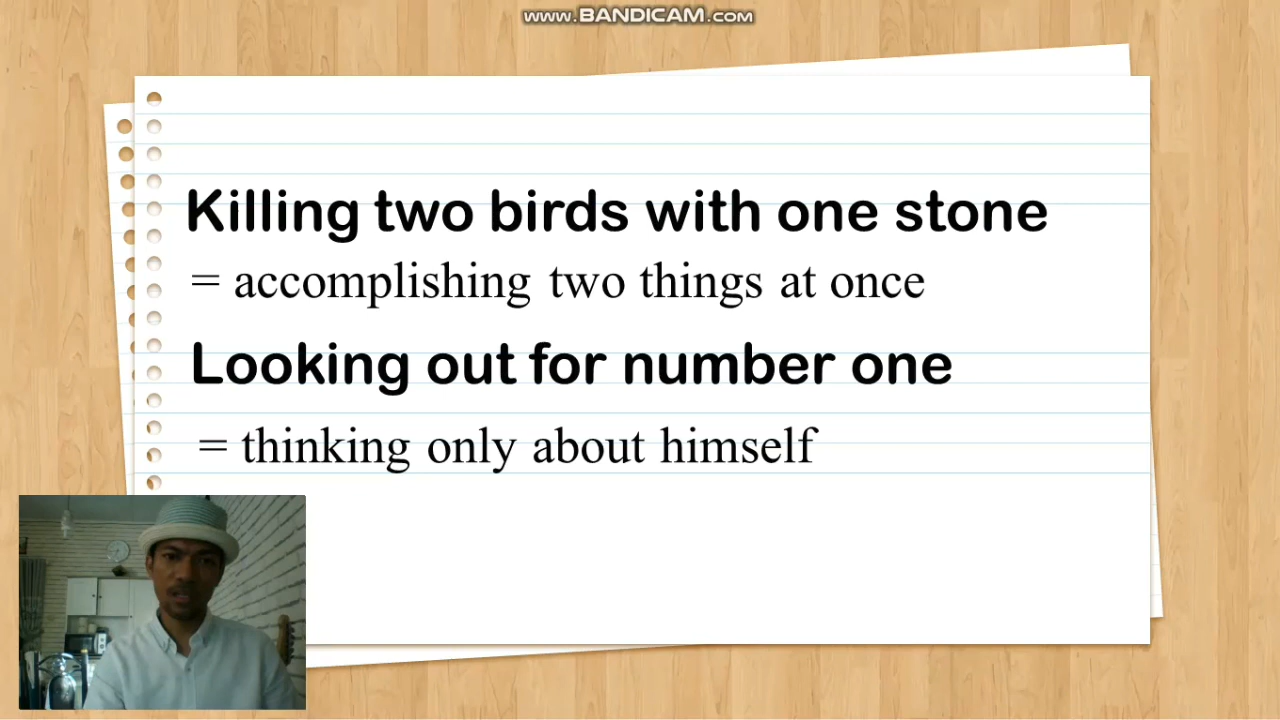 www.BANDICAM.com
Killing two birds with one stone
= accomplishing two things at once
Looking out for number one
= thinking only about himself